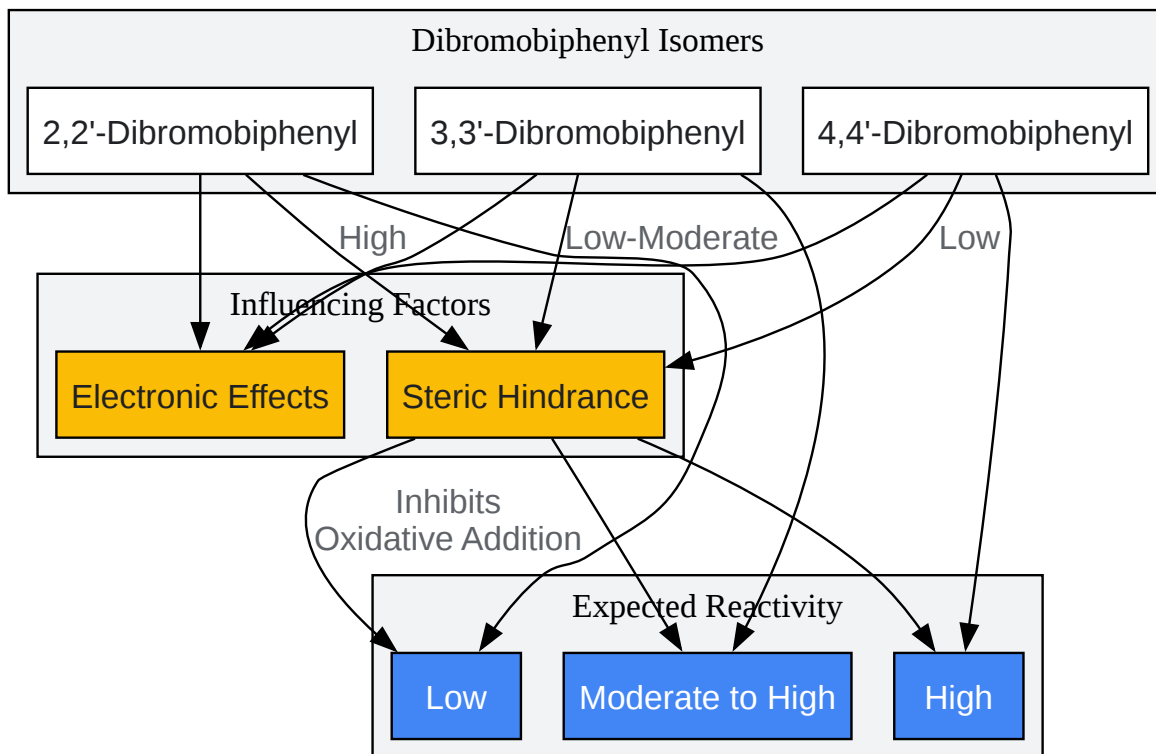 Dibromobiphenyl Isomers
2,2'-Dibromobiphenyl
3,3'-Dibromobiphenyl
4,4'-Dibromobiphenyl
High
Low-Moderate
Low
Influencing Factors
Electronic Effects
Steric Hindrance
Inhibits
Oxidative Addition
Expected Reactivity
Low
Moderate to High
High